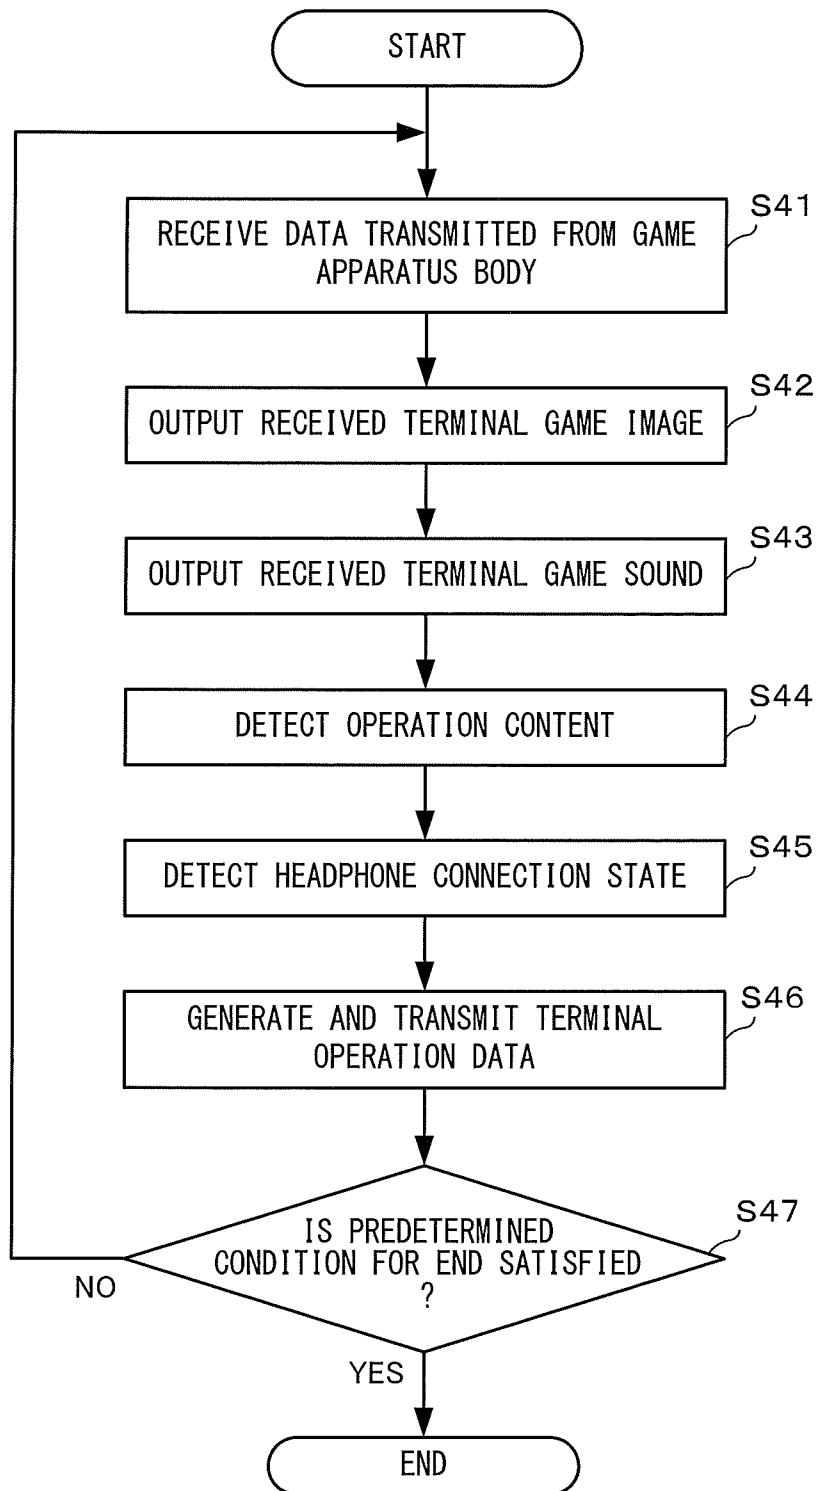 START
S41
RECEIVE DATA TRANSMITTED FROM GAME
APPARATUS BODY
S42
OUTPUT RECEIVED TERMINAL GAME IMAGE
S43
OUTPUT RECEIVED TERMINAL GAME SOUND
S44
DETECT OPERATION CONTENT
S45
DETECT HEADPHONE CONNECTION STATE
S46
GENERATE AND TRANSMIT TERMINAL
OPERATION DATA
S47
IS PREDETERMINED
CONDITION FOR END SATISFIED
?
NO
YES
END